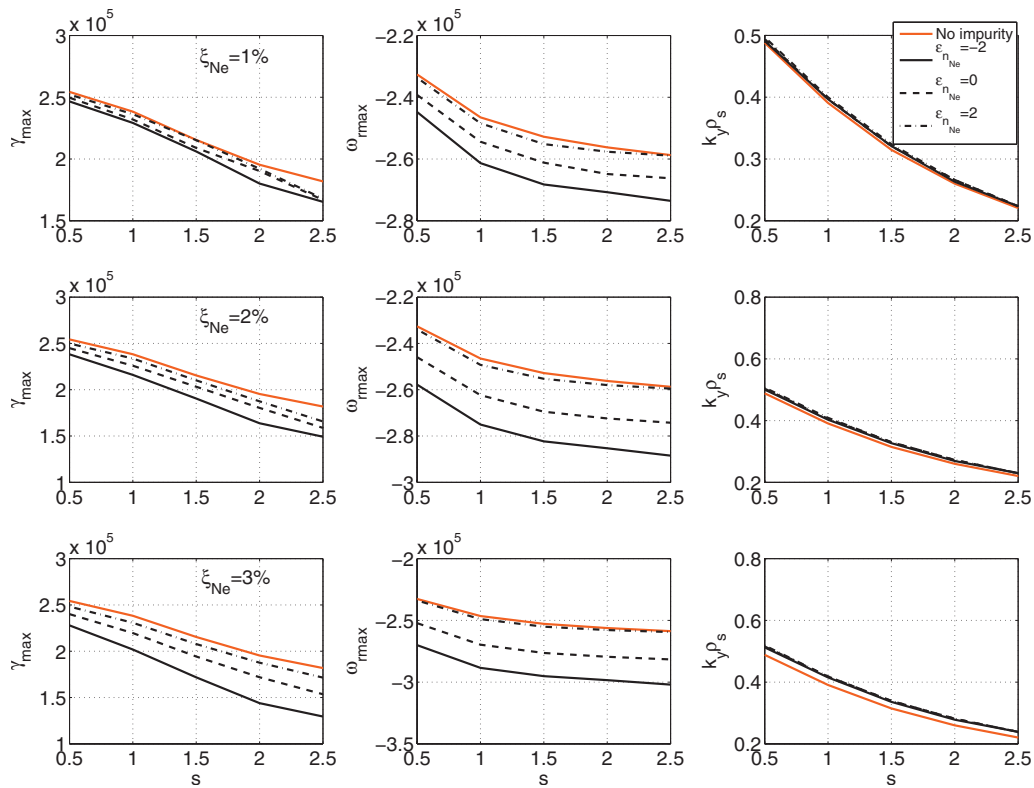 x 10^5
3
2.5
2
1.5
γ_max
ξ_Ne=1%
0.5 1 1.5 2 2.5
x 10^5
−2.2
−2.4
−2.6
−2.8
ω_rmax
0.5 1 1.5 2 2.5
0.5
0.4
0.3
0.2
k_yρ_s
No impurity
ε_n_Ne=−2
ε_n_Ne=0
ε_n_Ne=2
0.5 1 1.5 2 2.5
s
x 10^5
3
2.5
2
1.5
1
γ_max
ξ_Ne=2%
0.5 1 1.5 2 2.5
x 10^5
−2.2
−2.4
−2.6
−2.8
−3
ω_rmax
0.5 1 1.5 2 2.5
0.8
0.6
0.4
0.2
k_yρ_s
0.5 1 1.5 2 2.5
x 10^5
3
2.5
2
1.5
1
γ_max
ξ_Ne=3%
0.5 1 1.5 2 2.5
s
x 10^5
−2
−2.5
−3
−3.5
ω_rmax
0.5 1 1.5 2 2.5
s
0.8
0.6
0.4
0.2
k_yρ_s
0.5 1 1.5 2 2.5
s